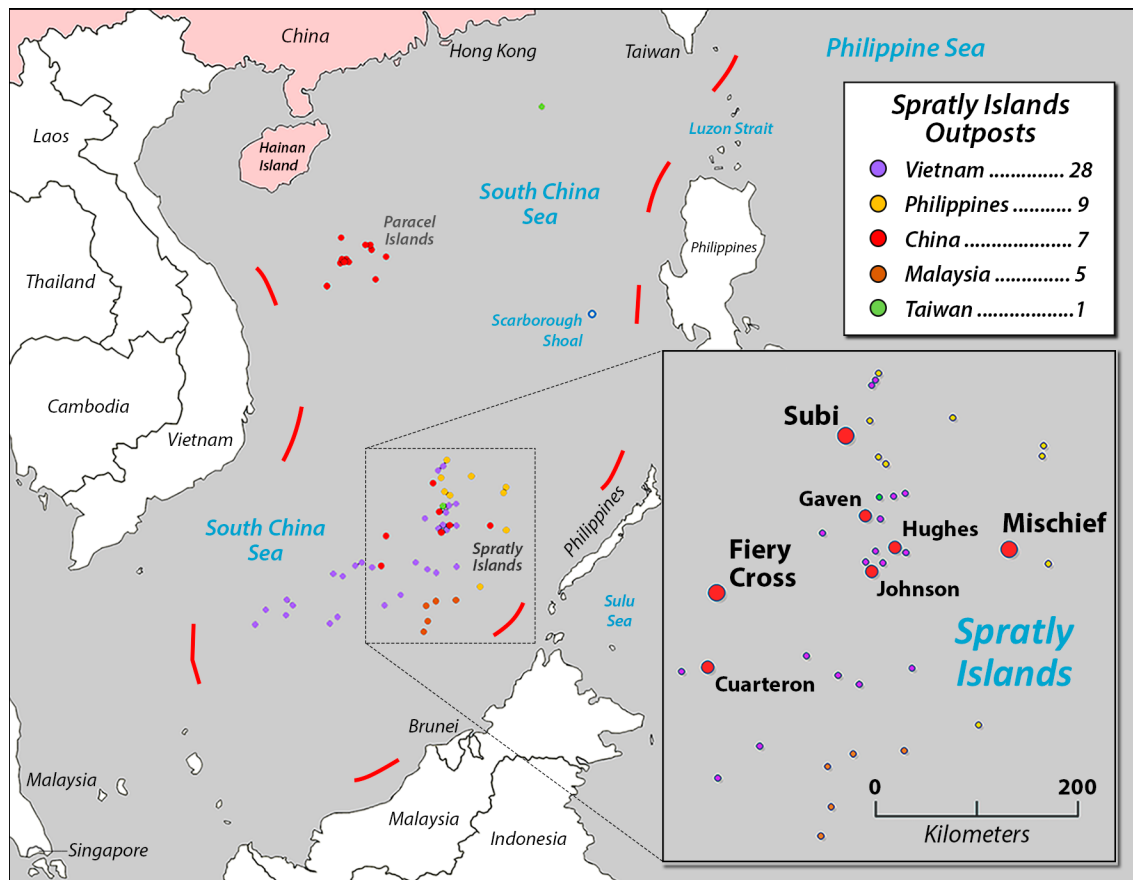 China
Hong Kong
Taiwan
Philippine Sea
Laos
Hainan
Island
Luzon Strait
South China
Sea
Paracel
Islands
Philippines
Thailand
Scarborough
Shoal
Cambodia
Vietnam
South China
Sea
Spratly
Islands
Philippines
Sulu
Sea
Brunei
Malaysia
Malaysia
Indonesia
Singapore
Spratly Islands
Outposts
Vietnam .............. 28
Philippines ........... 9
China ..................... 7
Malaysia ............... 5
Taiwan ................... 1
Subi
Gaven
Hughes
Mischief
Fiery
Cross
Johnson
Spratly
Islands
Cuarteron
0
200
Kilometers